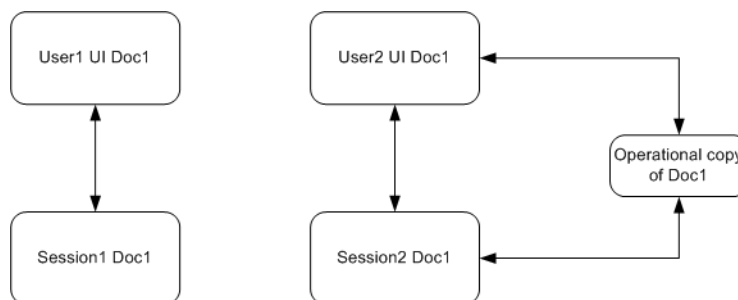 User1 UI Doc1
User2 UI Doc1
Operational copy
of Doc1
Session1 Doc1
Session2 Doc1